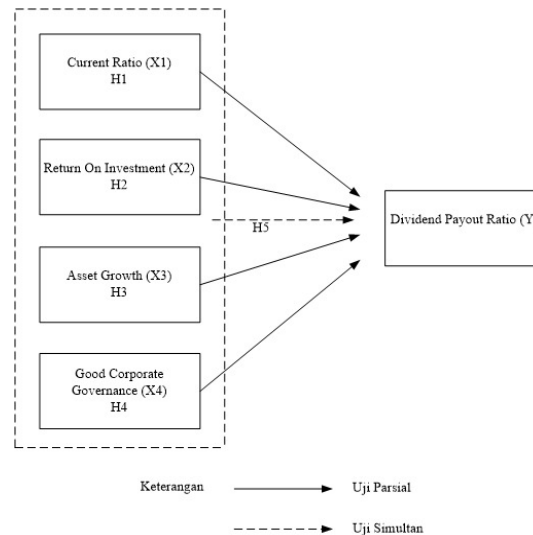 Current Ratio (X1)
H1
Return On Investment (X2)
H2
H5
Dividend Payout Ratio (Y
Asset Growth (X3)
H3
Good Corporate
Governance (X4)
H4
Keterangan
Uji Parsial
Uji Simultan